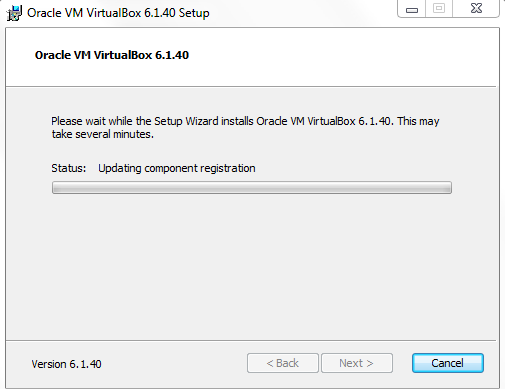 Oracle VM VirtualBox 6.1.40 Setup
Oracle VM VirtualBox 6.1.40
Please wait while the Setup Wizard installs Oracle VM VirtualBox 6.1.40. This may
take several minutes.
Status: Updating component registration
Version 6.1.40
< Back
Next >
Cancel